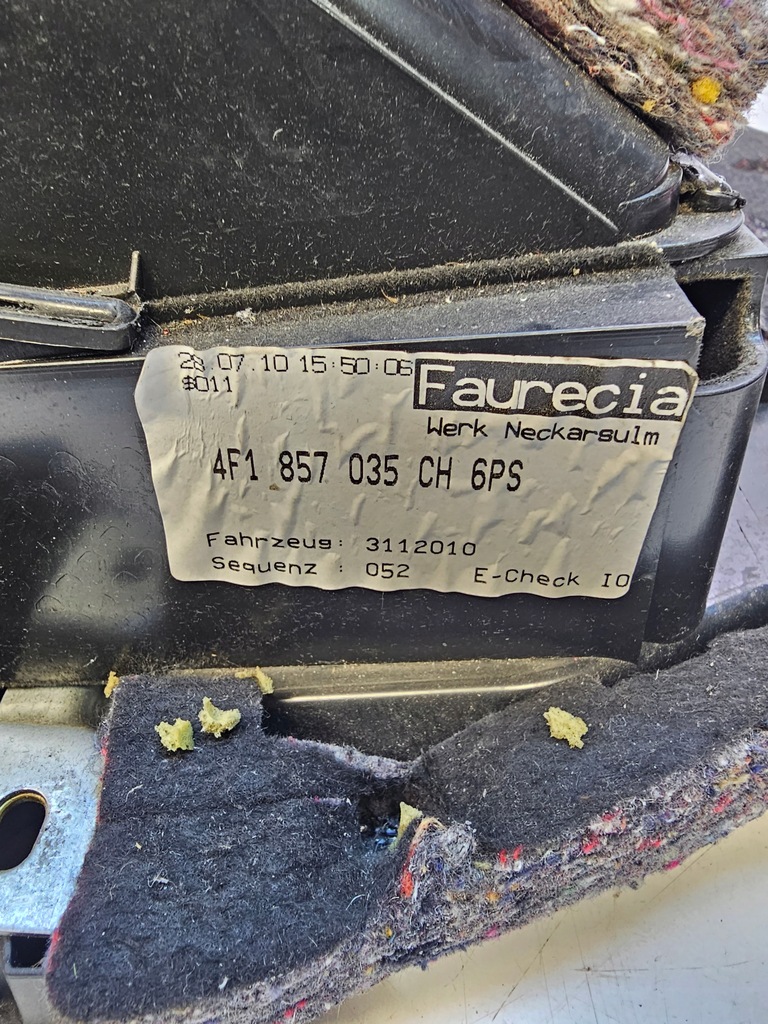 28.07.10 15:50:06
$011
Faurecia
Werk Neckarsulm
4F1 857 035 CH 6PS
Fahrzeug: 3112010
Sequenz : 052 E-Check IO